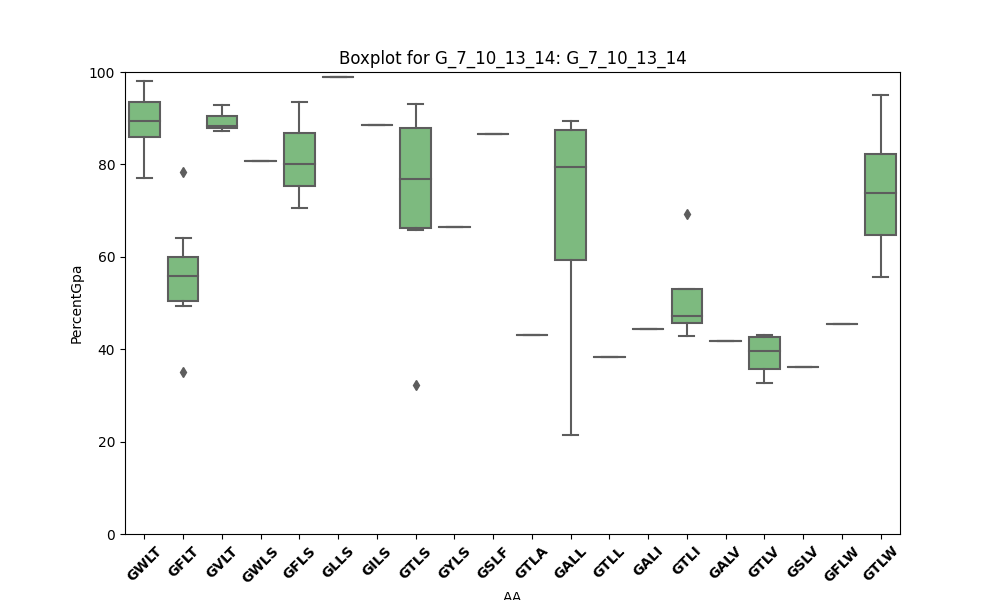 Boxplot for G_7_10_13_14: G_7_10_13_14
PercentGpa
100
80
60
40
20
0
GWLT GFLT GVLT GWLS GFLS GLLS GILS GTLS GYLS GSLF GTLA GALL GTLL GALI GTLI GALV GTLV GSLV GFLW GTLW
AA